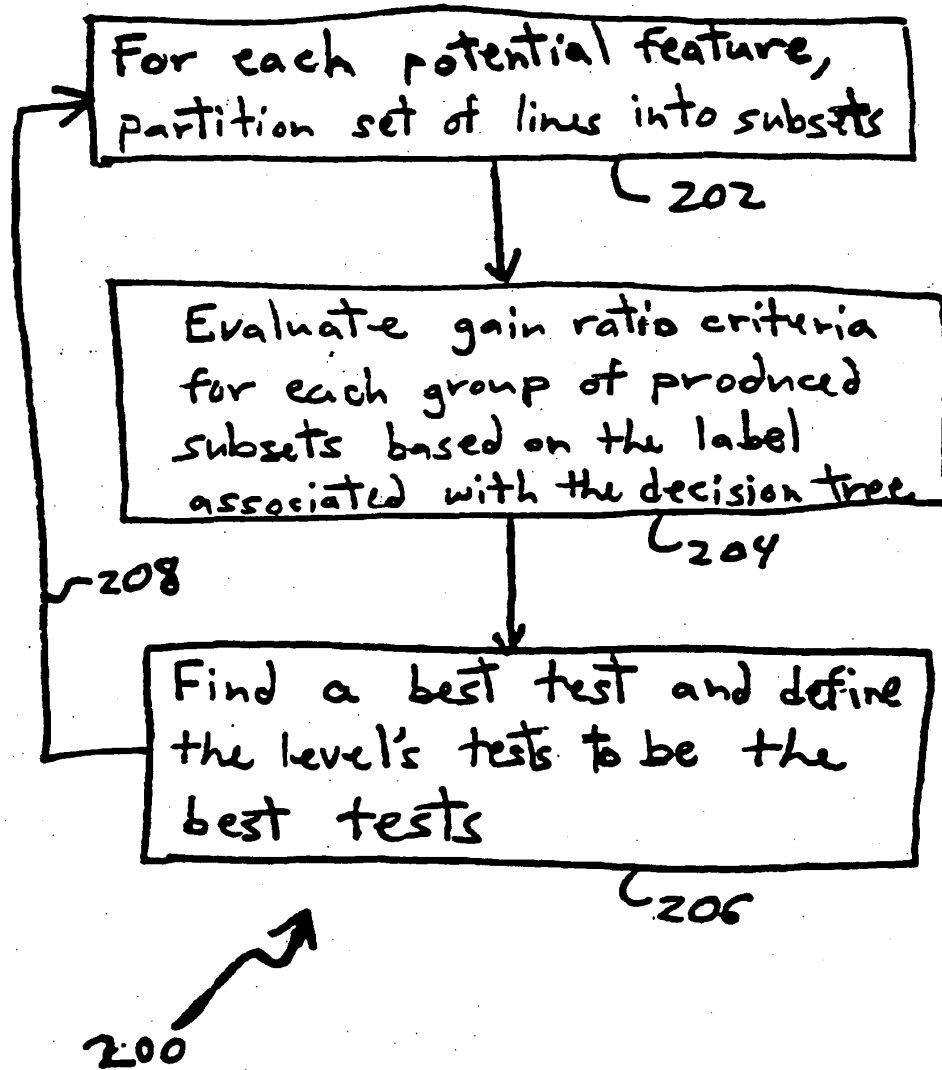 For each potential feature,
partition set of lines into subsets
202
Evaluate gain ratio criteria
for each group of produced
subsets based on the label
associated with the decision tree
204
208
Find a best test and define
the level's tests to be the
best tests
206
200